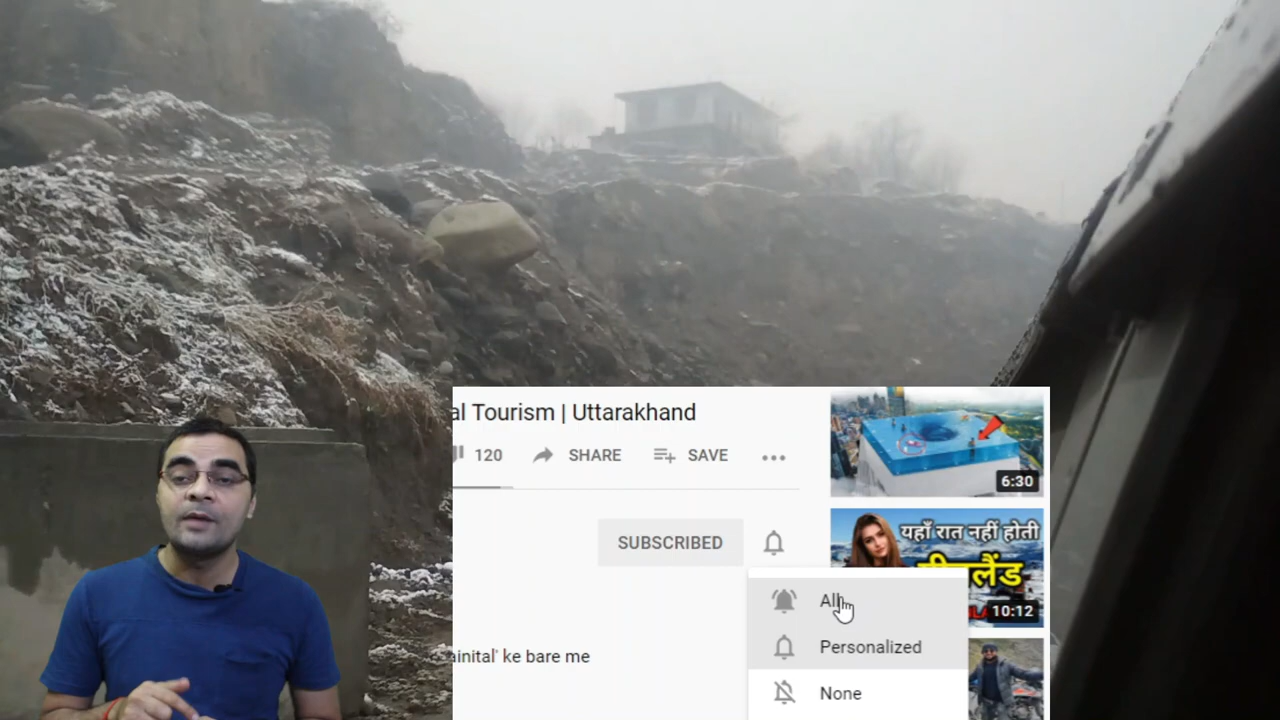 al Tourism | Uttarakhand
120
SHARE
SAVE
6:30
SUBSCRIBED
यहाँ रात नहीं होती
10:12
All
Personalized
None
ainital' ke bare me